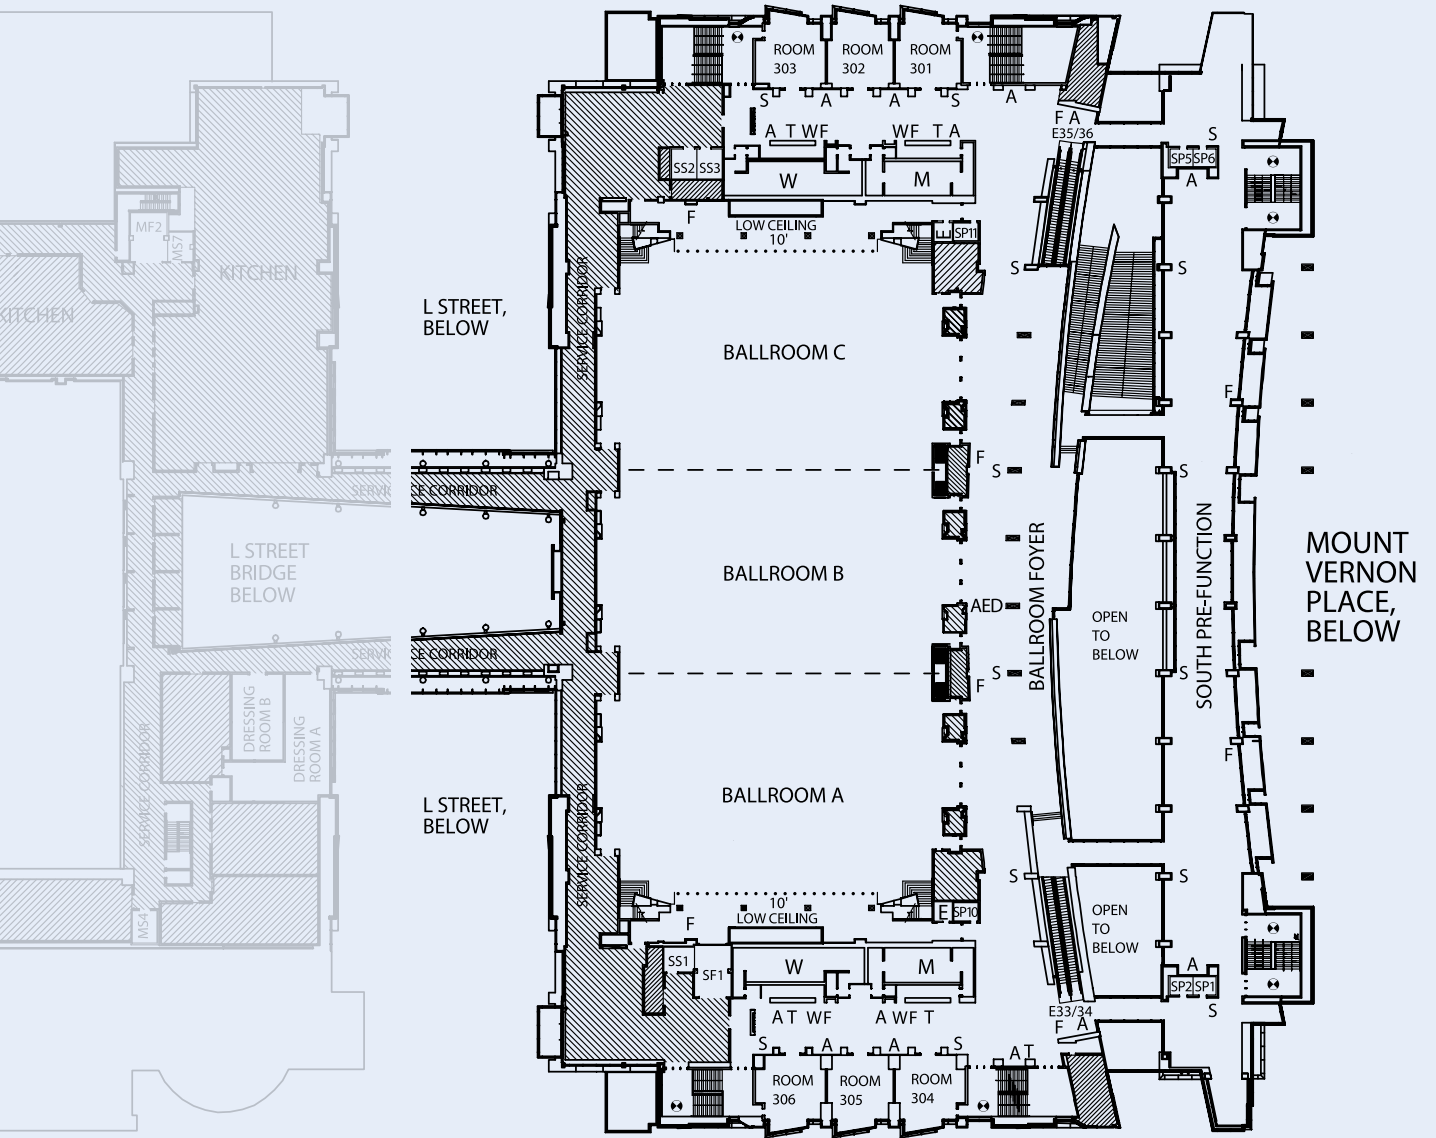 ROOM
303
ROOM
302
ROOM
301
S
A
A
S
A
A T WF
WF T A
F A
E35/36
S
SS2
SS3
W
M
SP5
SP6
A
F
LOW CEILING
10'
E
SP11
MF2
MS7
KITCHEN
KITCHEN
L STREET,
BELOW
SERVICE CORRIDOR
S
S
BALLROOM C
F
F
S
S
SERVICE CORRIDOR
SERVICE CORRIDOR
L STREET
BRIDGE
BELOW
BALLROOM B
BALLROOM FOYER
SOUTH PRE-FUNCTION
MOUNT
VERNON
PLACE,
BELOW
AED
OPEN
TO
BELOW
SERVICE CORRIDOR
SERVICE CORRIDOR
S
F
S
DRESSING
ROOM B
DRESSING
ROOM A
F
BALLROOM A
L STREET,
BELOW
SERVICE CORRIDOR
SERVICE CORRIDOR
S
S
MS4
10'
LOW CEILING
F
E
SP10
OPEN
TO
BELOW
SS1
SF1
W
M
A
SP2
SP1
A T WF
A WF T
E33/34
F A
S
S
A
A
S
A T
ROOM
306
ROOM
305
ROOM
304